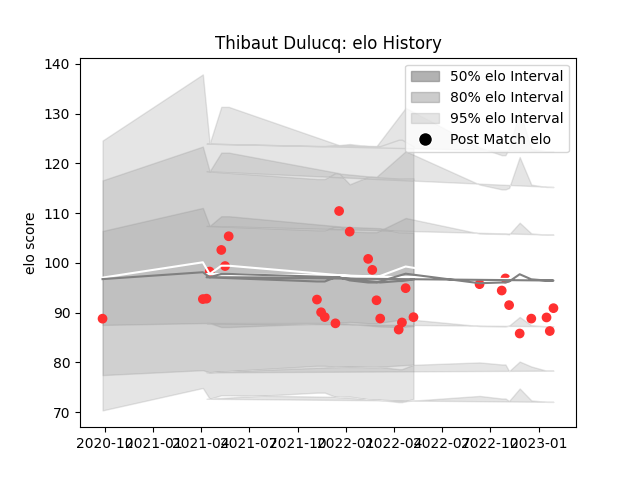 Thibaut Dulucq: elo History
140
130
120
110
100
90
80
70
elo score
50% elo Interval
80% elo Interval
95% elo Interval
Post Match elo
2020-10 2021-01 2021-04 2021-07 2021-10 2022-01 2022-04 2022-07 2022-10 2023-01